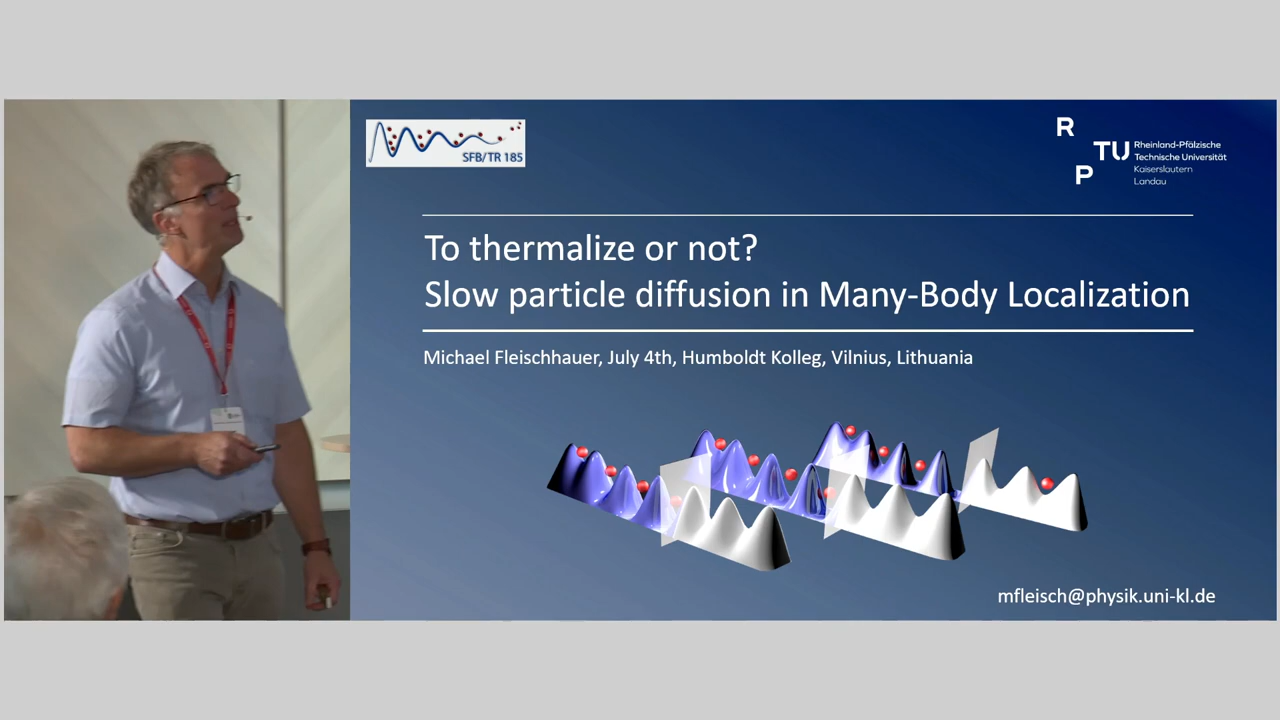 SFB/TR 185
R
TU
P
Rheinland-Pfälzische
Technische Universität
Kaiserslautern
Landau
To thermalize or not?
Slow particle diffusion in Many-Body Localization
Michael Fleischhauer, July 4th, Humboldt Kolleg, Vilnius, Lithuania
mfleisch@physik.uni-kl.de